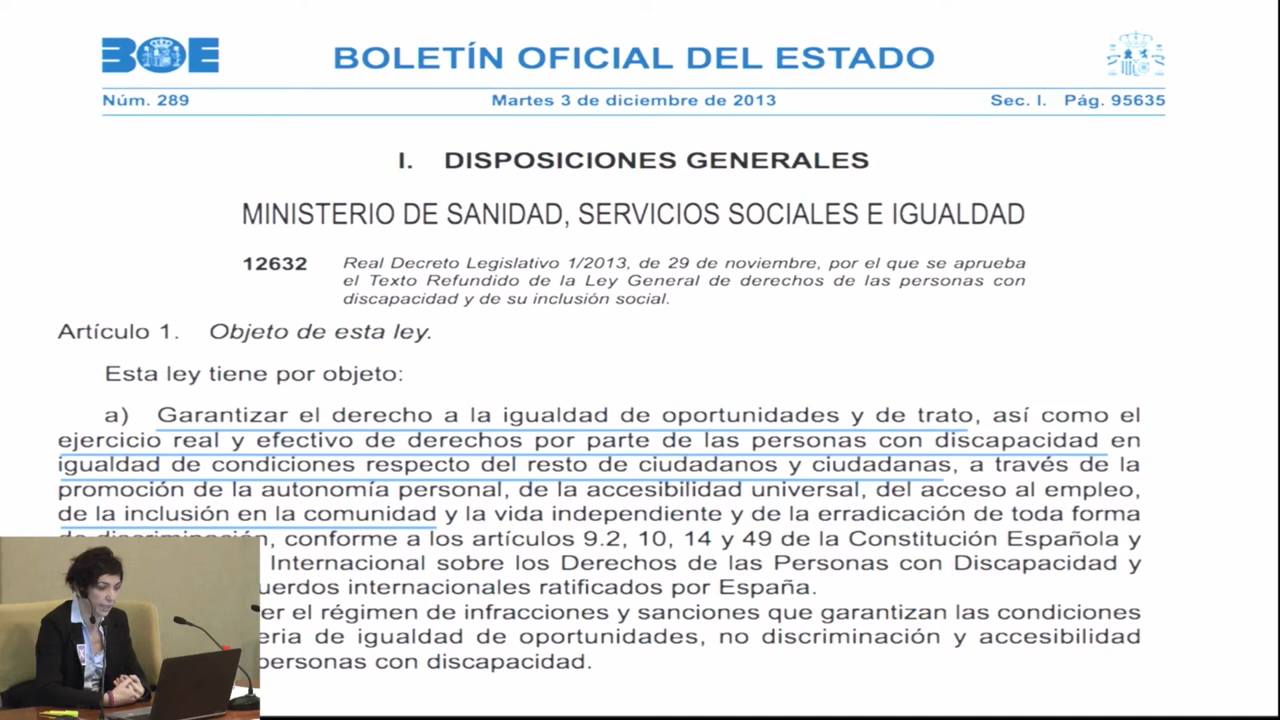 BOE
BOLETÍN OFICIAL DEL ESTADO
Núm. 289 Martes 3 de diciembre de 2013 Sec. I. Pág. 95635
I. DISPOSICIONES GENERALES
MINISTERIO DE SANIDAD, SERVICIOS SOCIALES E IGUALDAD
12632 Real Decreto Legislativo 1/2013, de 29 de noviembre, por el que se aprueba
el Texto Refundido de la Ley General de derechos de las personas con
discapacidad y de su inclusión social.
Artículo 1. Objeto de esta ley.
Esta ley tiene por objeto:
a) Garantizar el derecho a la igualdad de oportunidades y de trato, así como el
ejercicio real y efectivo de derechos por parte de las personas con discapacidad en
igualdad de condiciones respecto del resto de ciudadanos y ciudadanas, a través de la
promoción de la autonomía personal, de la accesibilidad universal, del acceso al empleo,
de la inclusión en la comunidad y la vida independiente y de la erradicación de toda forma
de discriminación, conforme a los artículos 9.2, 10, 14 y 49 de la Constitución Española y
Internacional sobre los Derechos de las Personas con Discapacidad y
uerdos internacionales ratificados por España.
er el régimen de infracciones y sanciones que garantizan las condiciones
eria de igualdad de oportunidades, no discriminación y accesibilidad
personas con discapacidad.